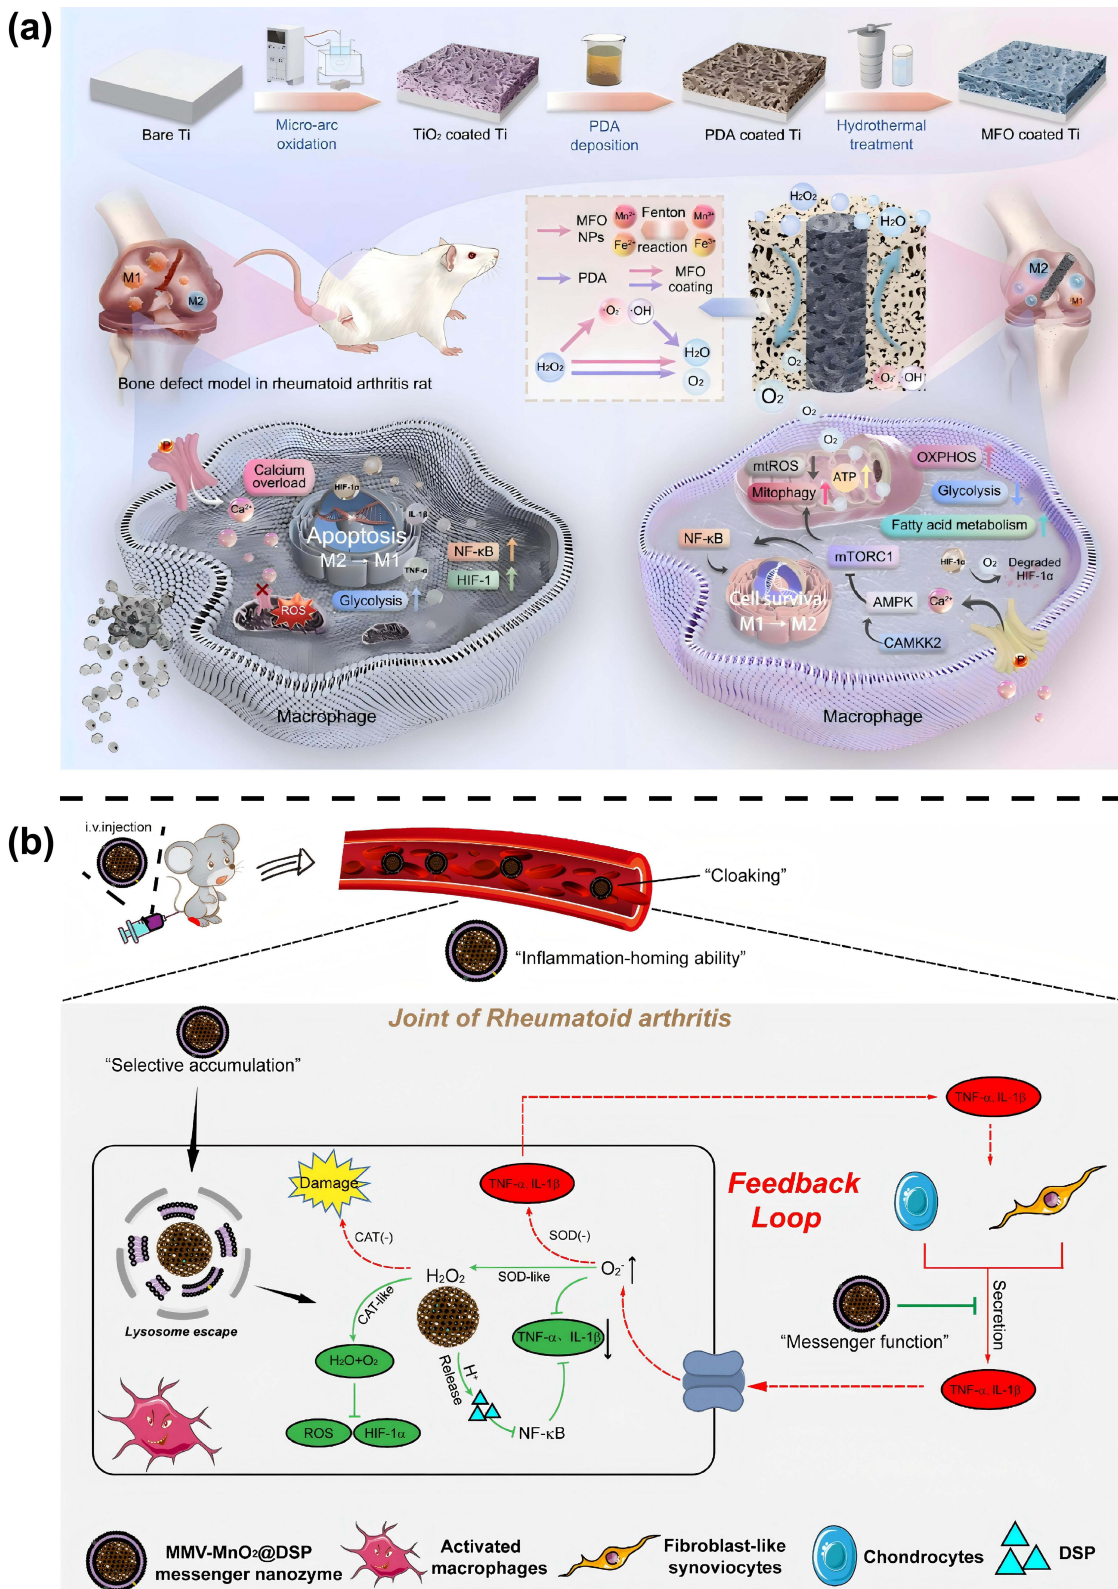 (a)
Bare Ti
Micro-arc
oxidation
TiO₂ coated Ti
PDA
deposition
PDA coated Ti
Hydrothermal
treatment
MFO coated Ti
M1
M2
Bone defect model in rheumatoid arthritis rat
MFO
NPs
Mn²⁺
Fenton
Mn³⁺
Fe²⁺
reaction
Fe³⁺
PDA
MFO
coating
·O₂⁻
·OH
H₂O₂
H₂O
O₂
H₂O₂
H₂O
O₂
O₂
·O₂⁻
·OH
M2
M1
P
Calcium
overload
Ca²⁺
HIF-1α
IL-1β
Apoptosis
M2 → M1
TNF-α
NF-κB
HIF-1
Glycolysis
ROS
Macrophage
O₂
O₂
mtROS
Mitophagy
ATP
OXPHOS
Glycolysis
Fatty acid metabolism
NF-κB
mTORC1
HIF-1α
O₂
Degraded
HIF-1α
Cell survival
M1 → M2
AMPK
Ca²⁺
CAMKK2
P
Macrophage
(b)
i.v.injection
“Cloaking”
“Inflammation-homing ability”
Joint of Rheumatoid arthritis
“Selective accumulation”
TNF-α, IL-1β
Damage
TNF-α, IL-1β
Feedback
Loop
CAT(-)
SOD(-)
H₂O₂
SOD-like
O₂⁻
CAT-like
Lysosome escape
TNF-α、IL-1β
H₂O+O₂
H⁺
Release
ROS
HIF-1α
NF-κB
Secretion
“Messenger function”
TNF-α, IL-1β
MMV-MnO₂@DSP
messenger nanozyme
Activated
macrophages
Fibroblast-like
synoviocytes
Chondrocytes
DSP